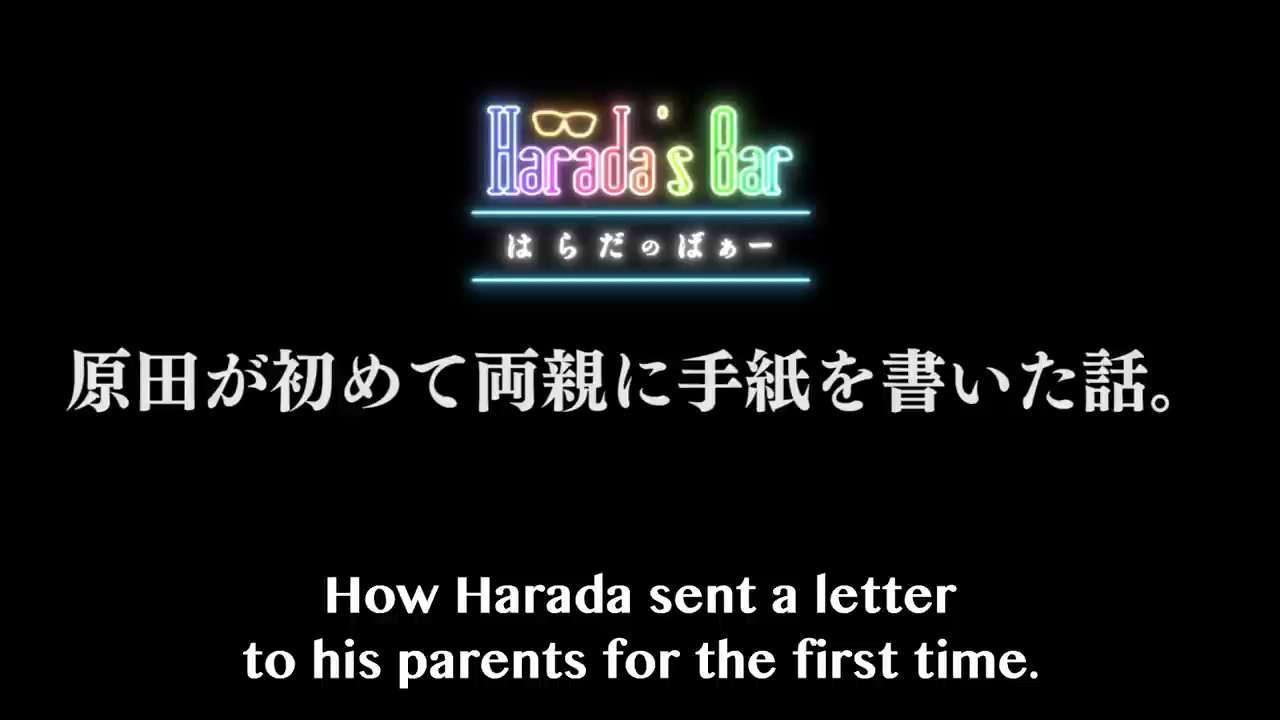 Harada's Bar
はらだのばぁー
原田が初めて両親に手紙を書いた話。
How Harada sent a letter
to his parents for the first time.